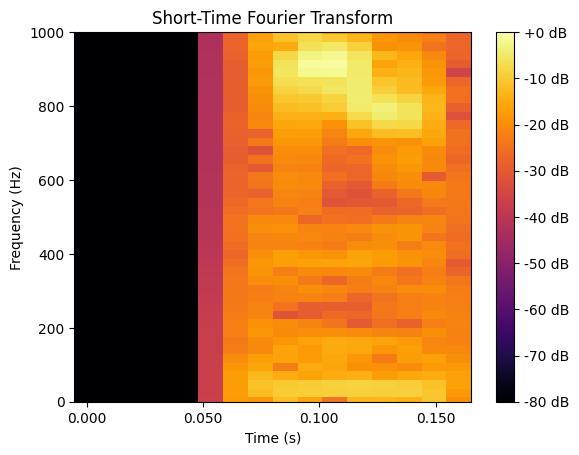 Short-Time Fourier Transform
1000
800
600
400
200
0
Frequency (Hz)
0.000
0.050
0.100
0.150
Time (s)
+0 dB
-10 dB
-20 dB
-30 dB
-40 dB
-50 dB
-60 dB
-70 dB
-80 dB